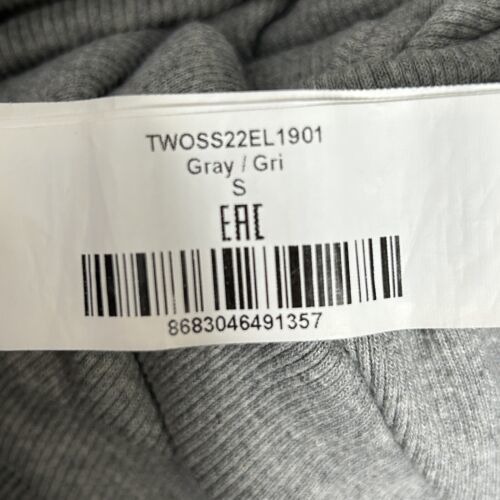 TWOSS22EL1901
Gray / Gri
S
EAC
8683046491357